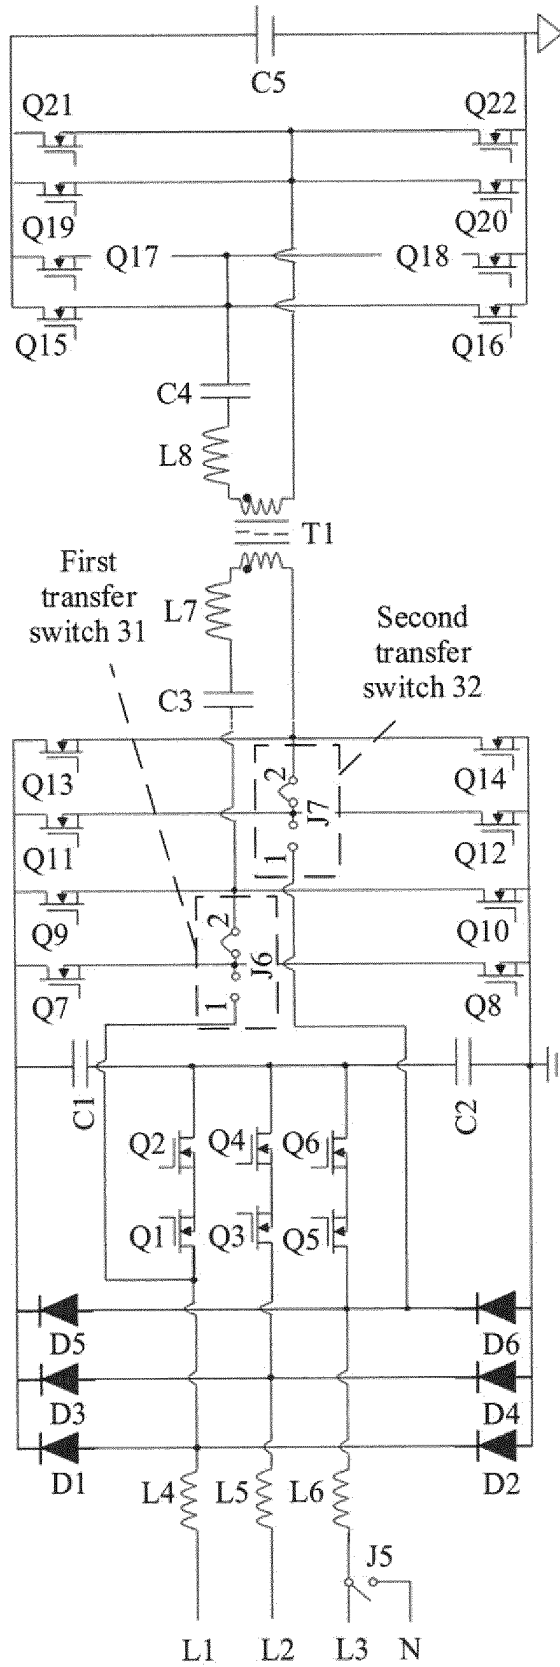 C5
Q21
Q22
Q19
Q20
Q17
Q18
Q15
Q16
C4
L8
T1
First
transfer
switch 31
L7
Second
transfer
switch 32
C3
Q13
2
Q14
J7
Q11
1
Q12
Q9
2
Q10
J6
Q7
1
Q8
C1
C2
Q2
Q4
Q6
Q1
Q3
Q5
D5
D6
D3
D4
D1
D2
L4
L5
L6
J5
L1
L2
L3
N